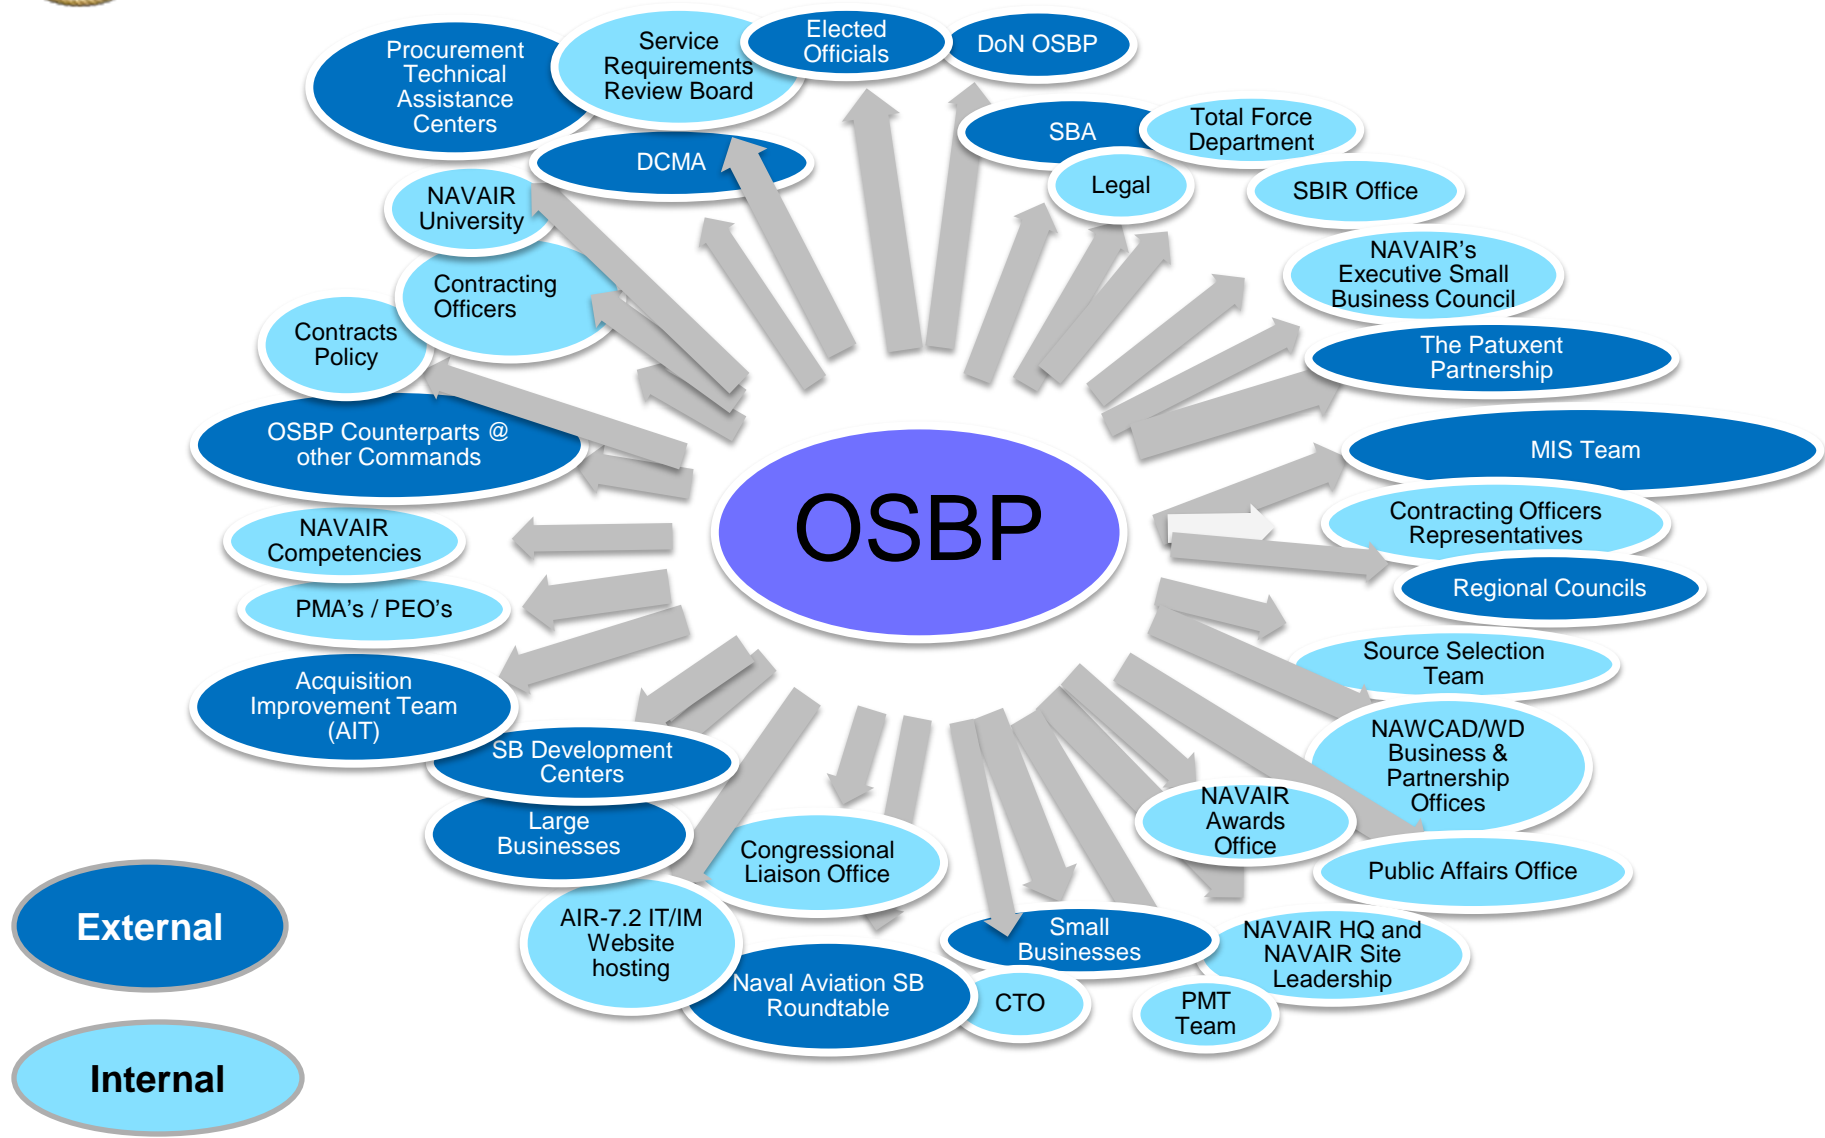 Procurement
Technical
Assistance
Centers
Service
Requirements
Review Board
Elected
Officials
DoN OSBP
DCMA
SBA
Total Force
Department
Legal
SBIR Office
NAVAIR
University
NAVAIR’s
Executive Small
Business Council
Contracting
Officers
Contracts
Policy
The Patuxent
Partnership
OSBP Counterparts @
other Commands
MIS Team
OSBP
Contracting Officers
Representatives
NAVAIR
Competencies
Regional Councils
PMA’s / PEO’s
Source Selection
Team
Acquisition
Improvement Team
(AIT)
NAWCAD/WD
Business &
Partnership
Offices
SB Development
Centers
NAVAIR
Awards
Office
Large
Businesses
Congressional
Liaison Office
Public Affairs Office
AIR-7.2 IT/IM
Website
hosting
Small
Businesses
NAVAIR HQ and
NAVAIR Site
Leadership
Naval Aviation SB
Roundtable
CTO
PMT
Team
External
Internal